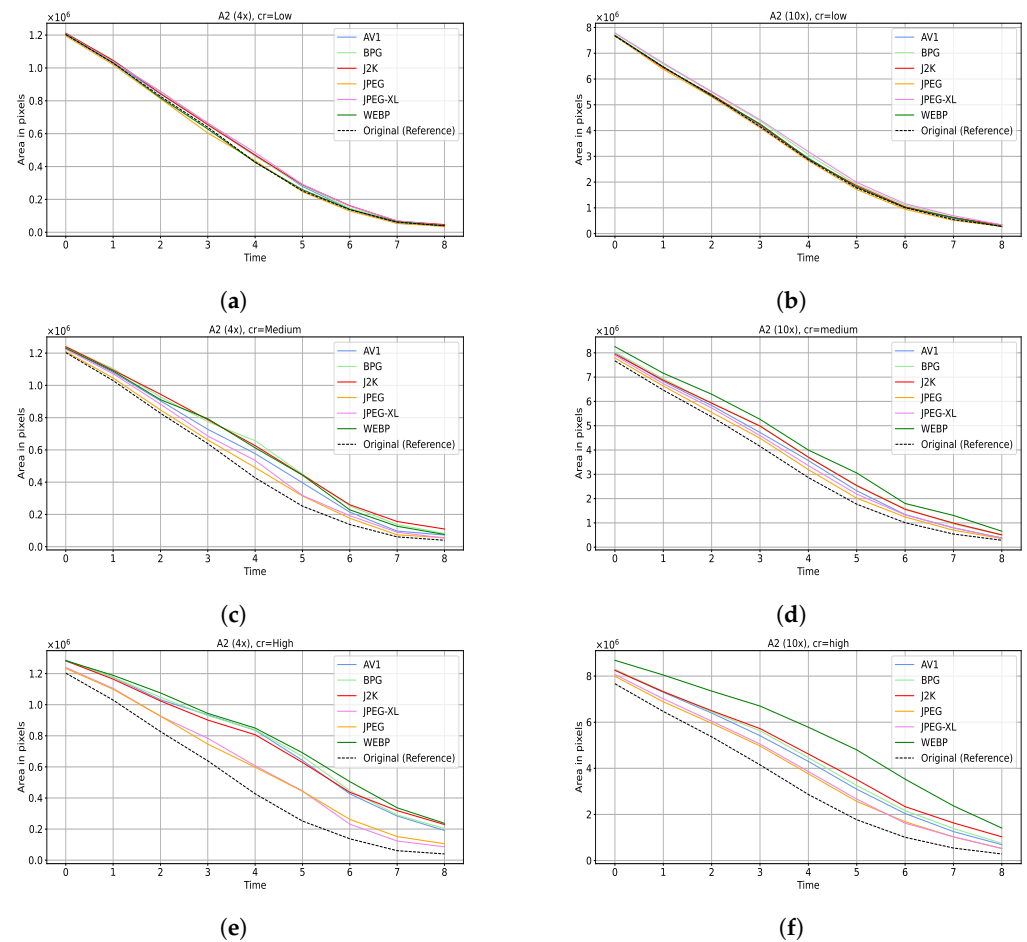 ×10⁶
A2 (4x), cr=Low
Area in pixels
1.2
1.0
0.8
0.6
0.4
0.2
0.0
0 1 2 3 4 5 6 7 8
Time
AV1
BPG
J2K
JPEG
JPEG-XL
WEBP
Original (Reference)
(a)
×10⁶
A2 (10x), cr=low
Area in pixels
8
7
6
5
4
3
2
1
0
0 1 2 3 4 5 6 7 8
Time
AV1
BPG
J2K
JPEG
JPEG-XL
WEBP
Original (Reference)
(b)
×10⁶
A2 (4x), cr=Medium
Area in pixels
1.2
1.0
0.8
0.6
0.4
0.2
0.0
0 1 2 3 4 5 6 7 8
Time
AV1
BPG
J2K
JPEG
JPEG-XL
WEBP
Original (Reference)
(c)
×10⁶
A2 (10x), cr=medium
Area in pixels
8
7
6
5
4
3
2
1
0
0 1 2 3 4 5 6 7 8
Time
AV1
BPG
J2K
JPEG
JPEG-XL
WEBP
Original (Reference)
(d)
×10⁶
A2 (4x), cr=High
Area in pixels
1.2
1.0
0.8
0.6
0.4
0.2
0.0
0 1 2 3 4 5 6 7 8
Time
AV1
BPG
J2K
JPEG-XL
JPEG
WEBP
Original (Reference)
(e)
×10⁶
A2 (10x), cr=high
Area in pixels
8
6
4
2
0
0 1 2 3 4 5 6 7 8
Time
AV1
BPG
J2K
JPEG
JPEG-XL
WEBP
Original (Reference)
(f)